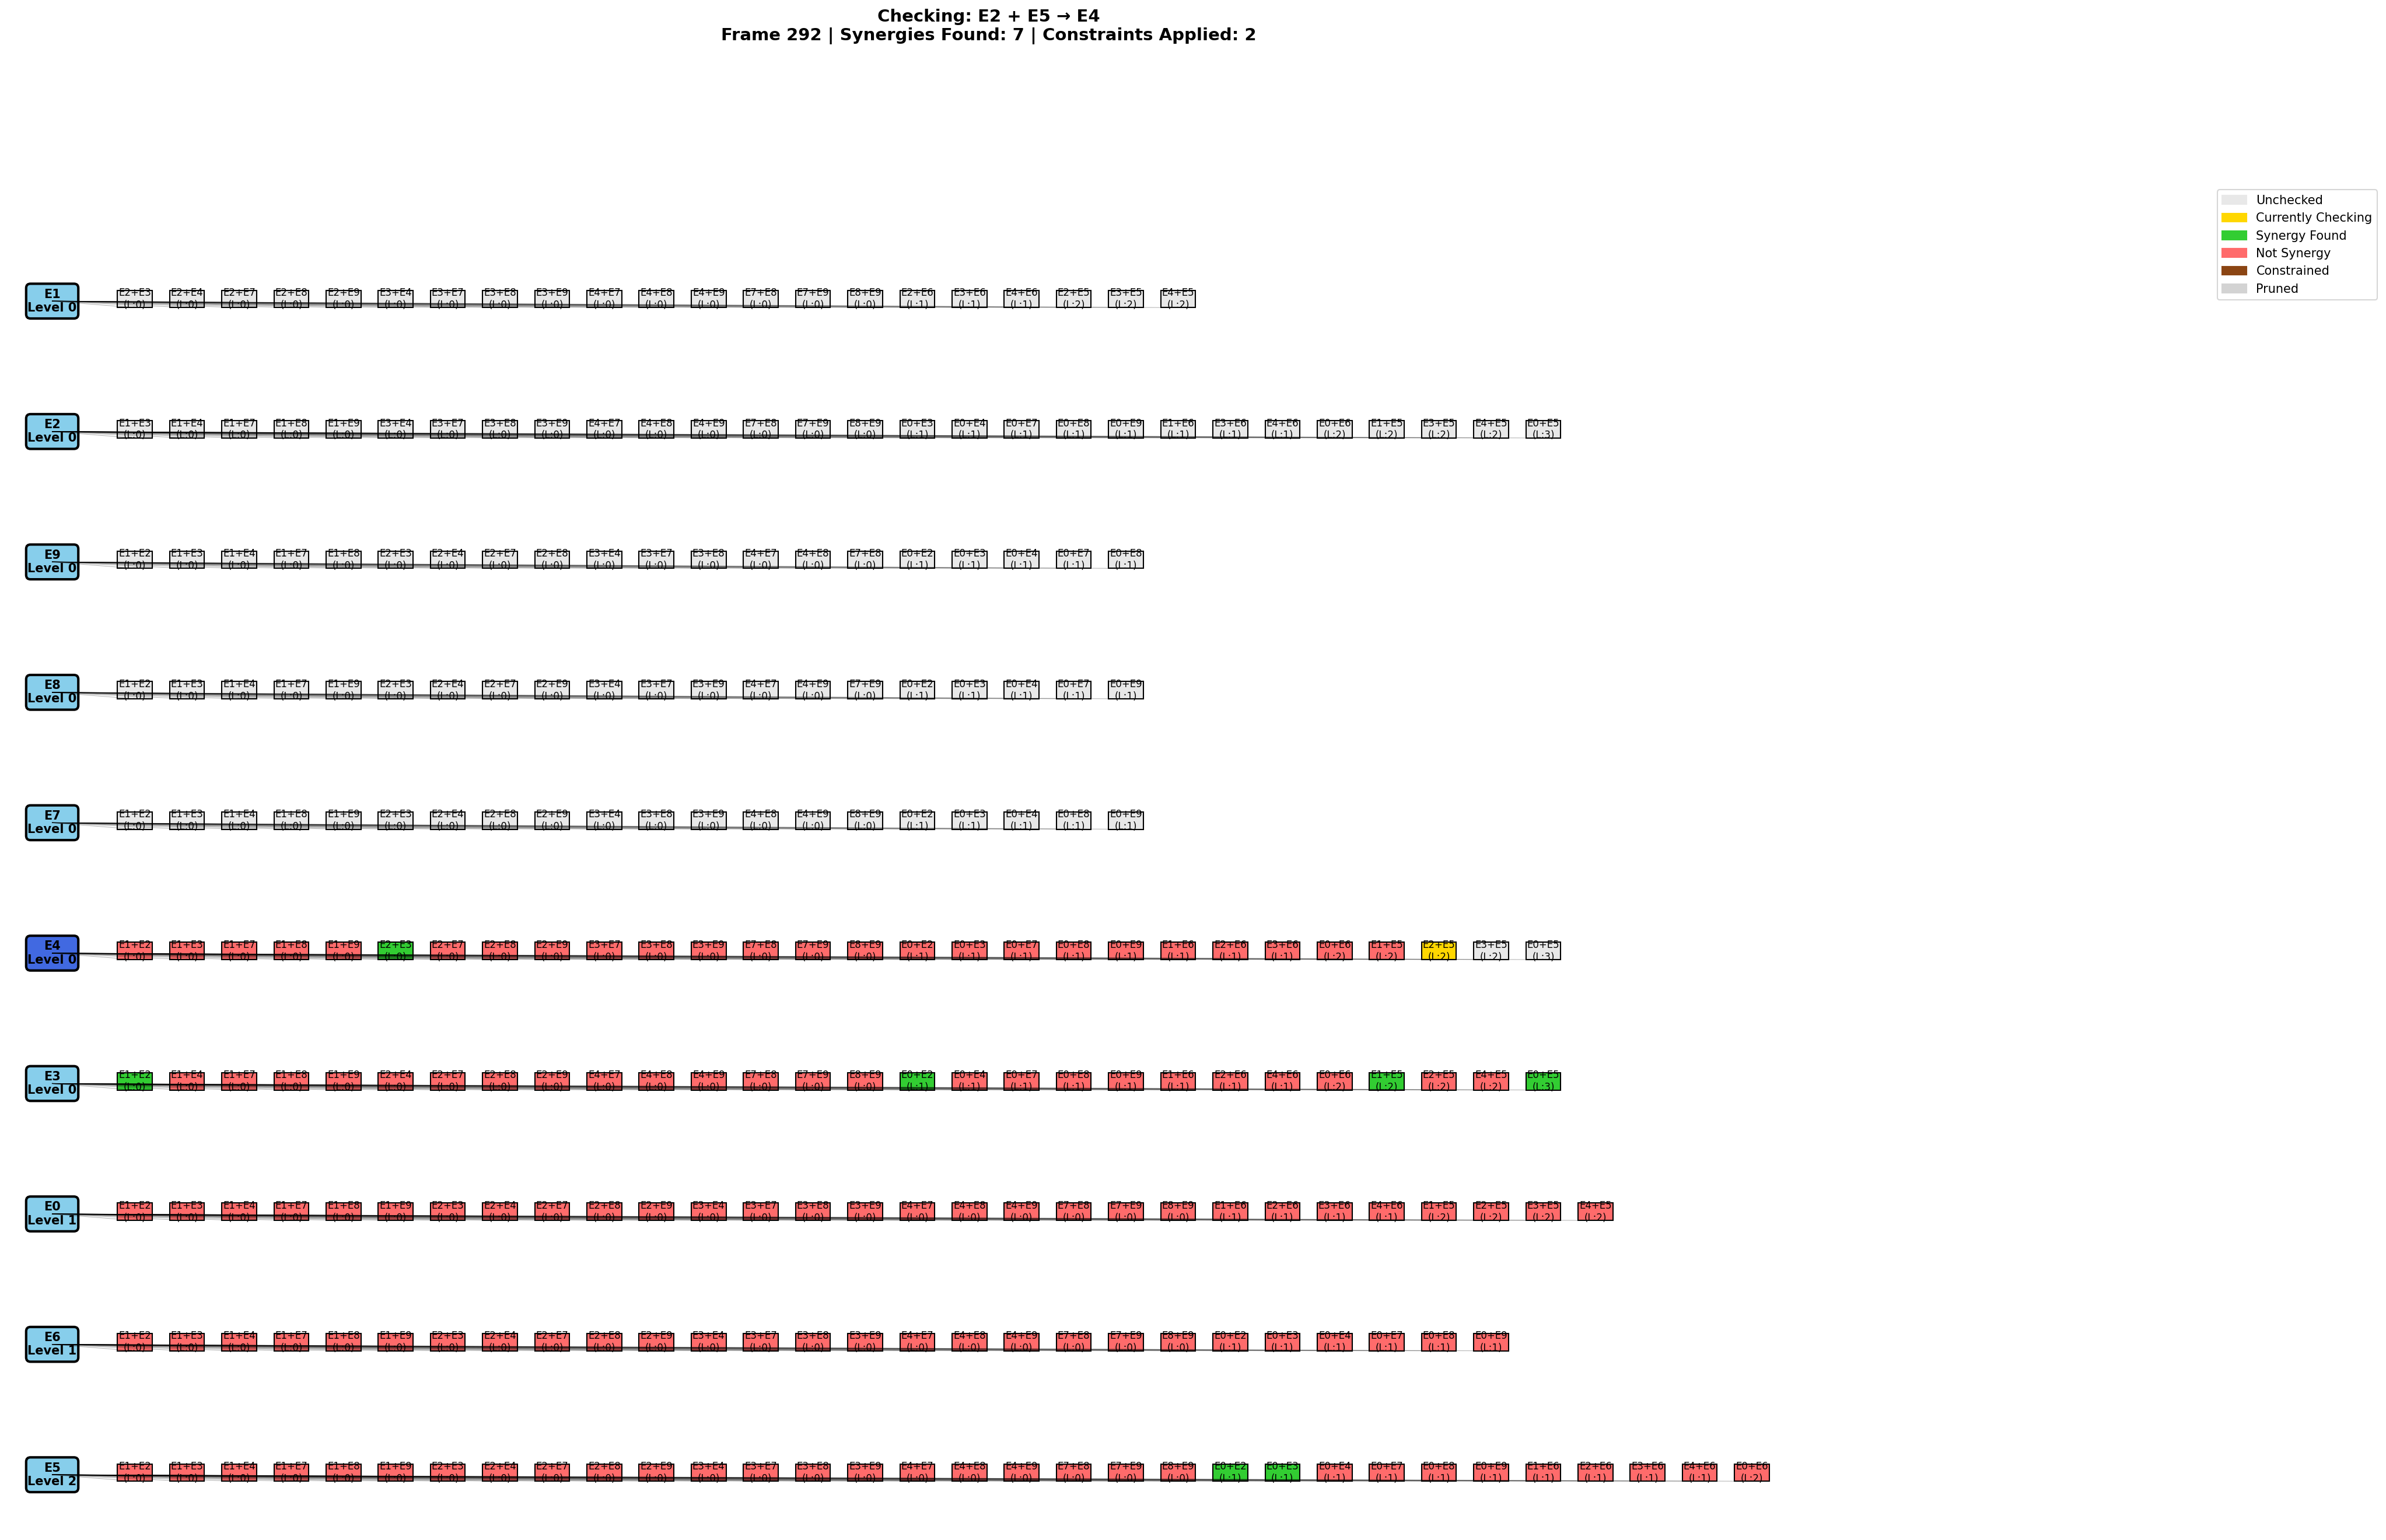 Checking: E2 + E5 → E4
Frame 292 | Synergies Found: 7 | Constraints Applied: 2
Unchecked
Currently Checking
Synergy Found
Not Synergy
Constrained
Pruned
E1
Level 0
E2+E3 E2+E4 E2+E7 E2+E8 E2+E9 E3+E4 E3+E7 E3+E8 E3+E9 E4+E7 E4+E8 E4+E9 E7+E8 E7+E9 E8+E9 E2+E6 E3+E6 E4+E6 E2+E5 E3+E5 E4+E5
(L:0) (L:0) (L:0) (L:0) (L:0) (L:0) (L:0) (L:0) (L:0) (L:0) (L:0) (L:0) (L:0) (L:0) (L:0) (L:1) (L:1) (L:1) (L:2) (L:2) (L:2)
E2
Level 0
E1+E3 E1+E4 E1+E7 E1+E8 E1+E9 E3+E4 E3+E7 E3+E8 E3+E9 E4+E7 E4+E8 E4+E9 E7+E8 E7+E9 E8+E9 E0+E3 E0+E4 E0+E7 E0+E8 E0+E9 E1+E6 E3+E6 E4+E6 E0+E6 E1+E5 E3+E5 E4+E5 E0+E5
(L:0) (L:0) (L:0) (L:0) (L:0) (L:0) (L:0) (L:0) (L:0) (L:0) (L:0) (L:0) (L:0) (L:0) (L:0) (L:1) (L:1) (L:1) (L:1) (L:1) (L:1) (L:1) (L:1) (L:2) (L:2) (L:2) (L:2) (L:3)
E9
Level 0
E1+E2 E1+E3 E1+E4 E1+E7 E1+E8 E2+E3 E2+E4 E2+E7 E2+E8 E3+E4 E3+E7 E3+E8 E4+E7 E4+E8 E7+E8 E0+E2 E0+E3 E0+E4 E0+E7 E0+E8
(L:0) (L:0) (L:0) (L:0) (L:0) (L:0) (L:0) (L:0) (L:0) (L:0) (L:0) (L:0) (L:0) (L:0) (L:0) (L:1) (L:1) (L:1) (L:1) (L:1)
E8
Level 0
E1+E2 E1+E3 E1+E4 E1+E7 E1+E9 E2+E3 E2+E4 E2+E7 E2+E9 E3+E4 E3+E7 E3+E9 E4+E7 E4+E9 E7+E9 E0+E2 E0+E3 E0+E4 E0+E7 E0+E9
(L:0) (L:0) (L:0) (L:0) (L:0) (L:0) (L:0) (L:0) (L:0) (L:0) (L:0) (L:0) (L:0) (L:0) (L:0) (L:1) (L:1) (L:1) (L:1) (L:1)
E7
Level 0
E1+E2 E1+E3 E1+E4 E1+E8 E1+E9 E2+E3 E2+E4 E2+E8 E2+E9 E3+E4 E3+E8 E3+E9 E4+E8 E4+E9 E8+E9 E0+E2 E0+E3 E0+E4 E0+E8 E0+E9
(L:0) (L:0) (L:0) (L:0) (L:0) (L:0) (L:0) (L:0) (L:0) (L:0) (L:0) (L:0) (L:0) (L:0) (L:0) (L:1) (L:1) (L:1) (L:1) (L:1)
E4
Level 0
E1+E2 E1+E3 E1+E7 E1+E8 E1+E9 E2+E3 E2+E7 E2+E8 E2+E9 E3+E7 E3+E8 E3+E9 E7+E8 E7+E9 E8+E9 E0+E2 E0+E3 E0+E7 E0+E8 E0+E9 E1+E6 E2+E6 E3+E6 E0+E6 E1+E5 E2+E5 E3+E5 E0+E5
(L:0) (L:0) (L:0) (L:0) (L:0) (L:0) (L:0) (L:0) (L:0) (L:0) (L:0) (L:0) (L:0) (L:0) (L:0) (L:1) (L:1) (L:1) (L:1) (L:1) (L:1) (L:1) (L:1) (L:2) (L:2) (L:2) (L:2) (L:3)
E3
Level 0
E1+E2 E1+E4 E1+E7 E1+E8 E1+E9 E2+E4 E2+E7 E2+E8 E2+E9 E4+E7 E4+E8 E4+E9 E7+E8 E7+E9 E8+E9 E0+E2 E0+E4 E0+E7 E0+E8 E0+E9 E1+E6 E2+E6 E4+E6 E0+E6 E1+E5 E2+E5 E4+E5 E0+E5
(L:0) (L:0) (L:0) (L:0) (L:0) (L:0) (L:0) (L:0) (L:0) (L:0) (L:0) (L:0) (L:0) (L:0) (L:0) (L:1) (L:1) (L:1) (L:1) (L:1) (L:1) (L:1) (L:1) (L:2) (L:2) (L:2) (L:2) (L:3)
E0
Level 1
E1+E2 E1+E3 E1+E4 E1+E7 E1+E8 E1+E9 E2+E3 E2+E4 E2+E7 E2+E8 E2+E9 E3+E4 E3+E7 E3+E8 E3+E9 E4+E7 E4+E8 E4+E9 E7+E8 E7+E9 E8+E9 E1+E6 E2+E6 E3+E6 E4+E6 E1+E5 E2+E5 E3+E5 E4+E5
(L:0) (L:0) (L:0) (L:0) (L:0) (L:0) (L:0) (L:0) (L:0) (L:0) (L:0) (L:0) (L:0) (L:0) (L:0) (L:0) (L:0) (L:0) (L:0) (L:0) (L:0) (L:1) (L:1) (L:1) (L:1) (L:2) (L:2) (L:2) (L:2)
E6
Level 1
E1+E2 E1+E3 E1+E4 E1+E7 E1+E8 E1+E9 E2+E3 E2+E4 E2+E7 E2+E8 E2+E9 E3+E4 E3+E7 E3+E8 E3+E9 E4+E7 E4+E8 E4+E9 E7+E8 E7+E9 E8+E9 E0+E2 E0+E3 E0+E4 E0+E7 E0+E8 E0+E9
(L:0) (L:0) (L:0) (L:0) (L:0) (L:0) (L:0) (L:0) (L:0) (L:0) (L:0) (L:0) (L:0) (L:0) (L:0) (L:0) (L:0) (L:0) (L:0) (L:0) (L:0) (L:1) (L:1) (L:1) (L:1) (L:1) (L:1)
E5
Level 2
E1+E2 E1+E3 E1+E4 E1+E7 E1+E8 E1+E9 E2+E3 E2+E4 E2+E7 E2+E8 E2+E9 E3+E4 E3+E7 E3+E8 E3+E9 E4+E7 E4+E8 E4+E9 E7+E8 E7+E9 E8+E9 E0+E2 E0+E3 E0+E4 E0+E7 E0+E8 E0+E9 E1+E6 E2+E6 E3+E6 E4+E6 E0+E6
(L:0) (L:0) (L:0) (L:0) (L:0) (L:0) (L:0) (L:0) (L:0) (L:0) (L:0) (L:0) (L:0) (L:0) (L:0) (L:0) (L:0) (L:0) (L:0) (L:0) (L:0) (L:1) (L:1) (L:1) (L:1) (L:1) (L:1) (L:1) (L:1) (L:1) (L:1) (L:2)